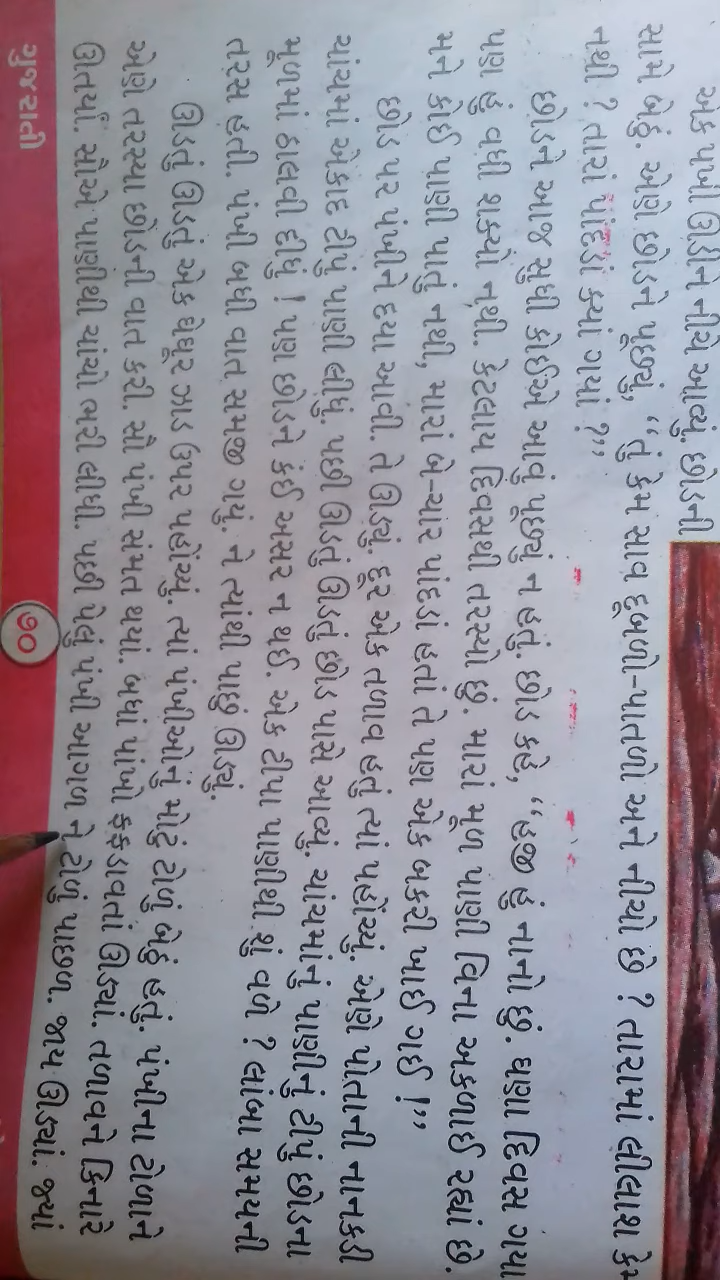 એક પંખી ઊડીને નીચે આવ્યું. છોડની
સામે બેઠું. એણે છોડને પૂછ્યું, “તું કેમ સાવ દૂબળો-પાતળો અને નીચો છે ? તારામાં લીલાશ કેમ
નથી ? તારાં પાંદડાં ક્યાં ગયાં ?”
છોડને આજ સુધી કોઈએ આવું પૂછ્યું ન હતું. છોડ કહે, “હજી હું નાનો છું. ઘણા દિવસ ગયા
પણ હું વધી શક્યો નથી. કેટલાય દિવસથી તરસ્યો છું. મારાં મૂળ પાણી વિના અકળાઈ રહ્યાં છે.
મને કોઈ પાણી પાતું નથી, મારાં બે-ચાર પાંદડાં હતાં તે પણ એક બકરી ખાઈ ગઈ !”
છોડ પર પંખીને દયા આવી. તે ઊડ્યું. દૂર એક તળાવ હતું ત્યાં પહોંચ્યું. એણે પોતાની નાનકડી
ચાંચમાં એકાદ ટીપું પાણી લીધું. પછી ઊડતું ઊડતું છોડ પાસે આવ્યું. ચાંચમાંનું પાણીનું ટીપું છોડના
મૂળમાં ઠાલવી દીધું ! પણ છોડને કંઈ અસર ન થઈ. એક ટીપા પાણીથી શું વળે ? લાંબા સમયની
તરસ હતી. પંખી બધી વાત સમજી ગયું. ને ત્યાંથી પાછું ઊડ્યું.
ઊડતું ઊડતું એક ઘેઘૂર ઝાડ ઉપર પહોંચ્યું. ત્યાં પંખીઓનું મોટું ટોળું બેઠું હતું. પંખીના ટોળાને
એણે તરસ્યા છોડની વાત કરી. સૌ પંખી સંમત થયાં. બધાં પાંખો ફફડાવતાં ઊડ્યાં. તળાવને કિનારે
ઊતર્યાં. સૌએ પાણીથી ચાંચો ભરી લીધી. પછી પેલું પંખી આગળ ને ટોળું પાછળ. જાય ઊડ્યાં. જ્યાં
ગુજરાતી
૭૦